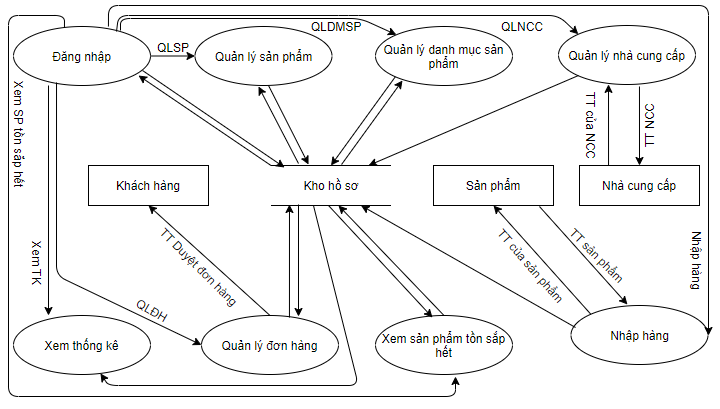 QLDMSP
QLNCC
Đăng nhập
QLSP
Quản lý sản phẩm
Quản lý danh mục sản
phẩm
Quản lý nhà cung cấp
Xem SP tồn sắp hết
TT của NCC
TT NCC
Khách hàng
Kho hồ sơ
Sản phẩm
Nhà cung cấp
TT Duyệt đơn hàng
TT của sản phẩm
TT sản phẩm
Nhập hàng
Xem TK
QLĐH
Xem thống kê
Quản lý đơn hàng
Xem sản phẩm tồn sắp
hết
Nhập hàng